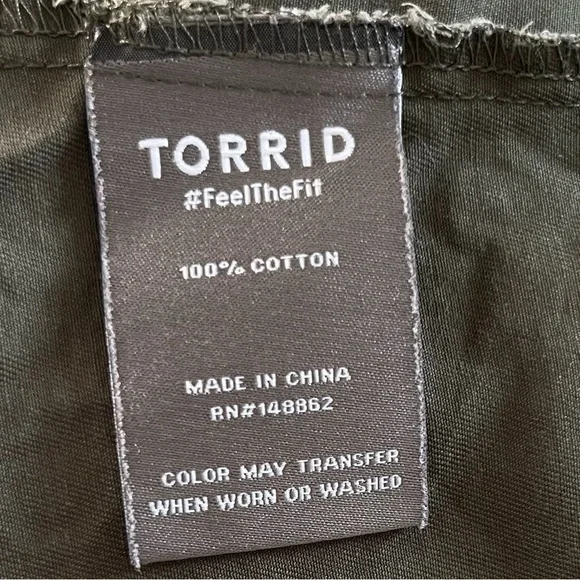 TORRID
#FeelTheFit
100% COTTON
MADE IN CHINA
RN#148862
COLOR MAY TRANSFER
WHEN WORN OR WASHED